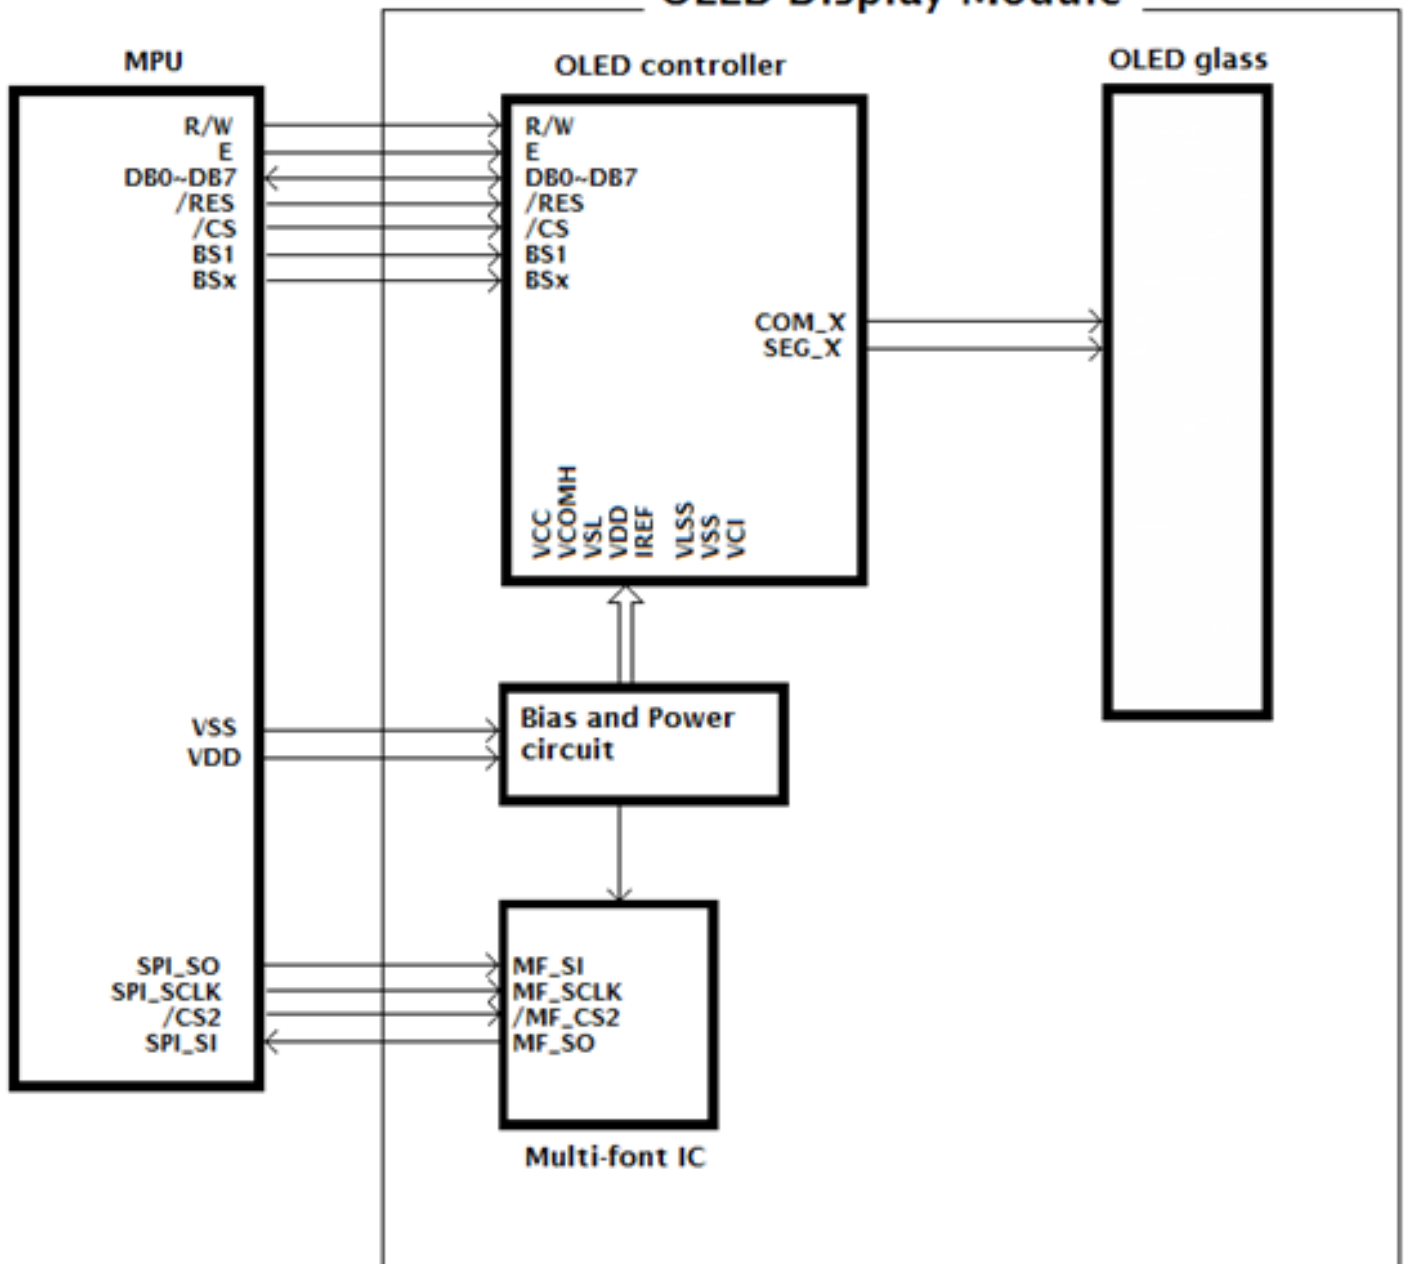 OLED Display Module
MPU
OLED controller
OLED glass
R/W
E
DB0~DB7
/RES
/CS
BS1
BSx
R/W
E
DB0~DB7
/RES
/CS
BS1
BSx
COM_X
SEG_X
VCC
VCOMH
VSL
VDD
IREF
VLSS
VSS
VCI
VSS
VDD
Bias and Power
circuit
SPI_SO
SPI_SCLK
/CS2
SPI_SI
MF_SI
MF_SCLK
/MF_CS2
MF_SO
Multi-font IC